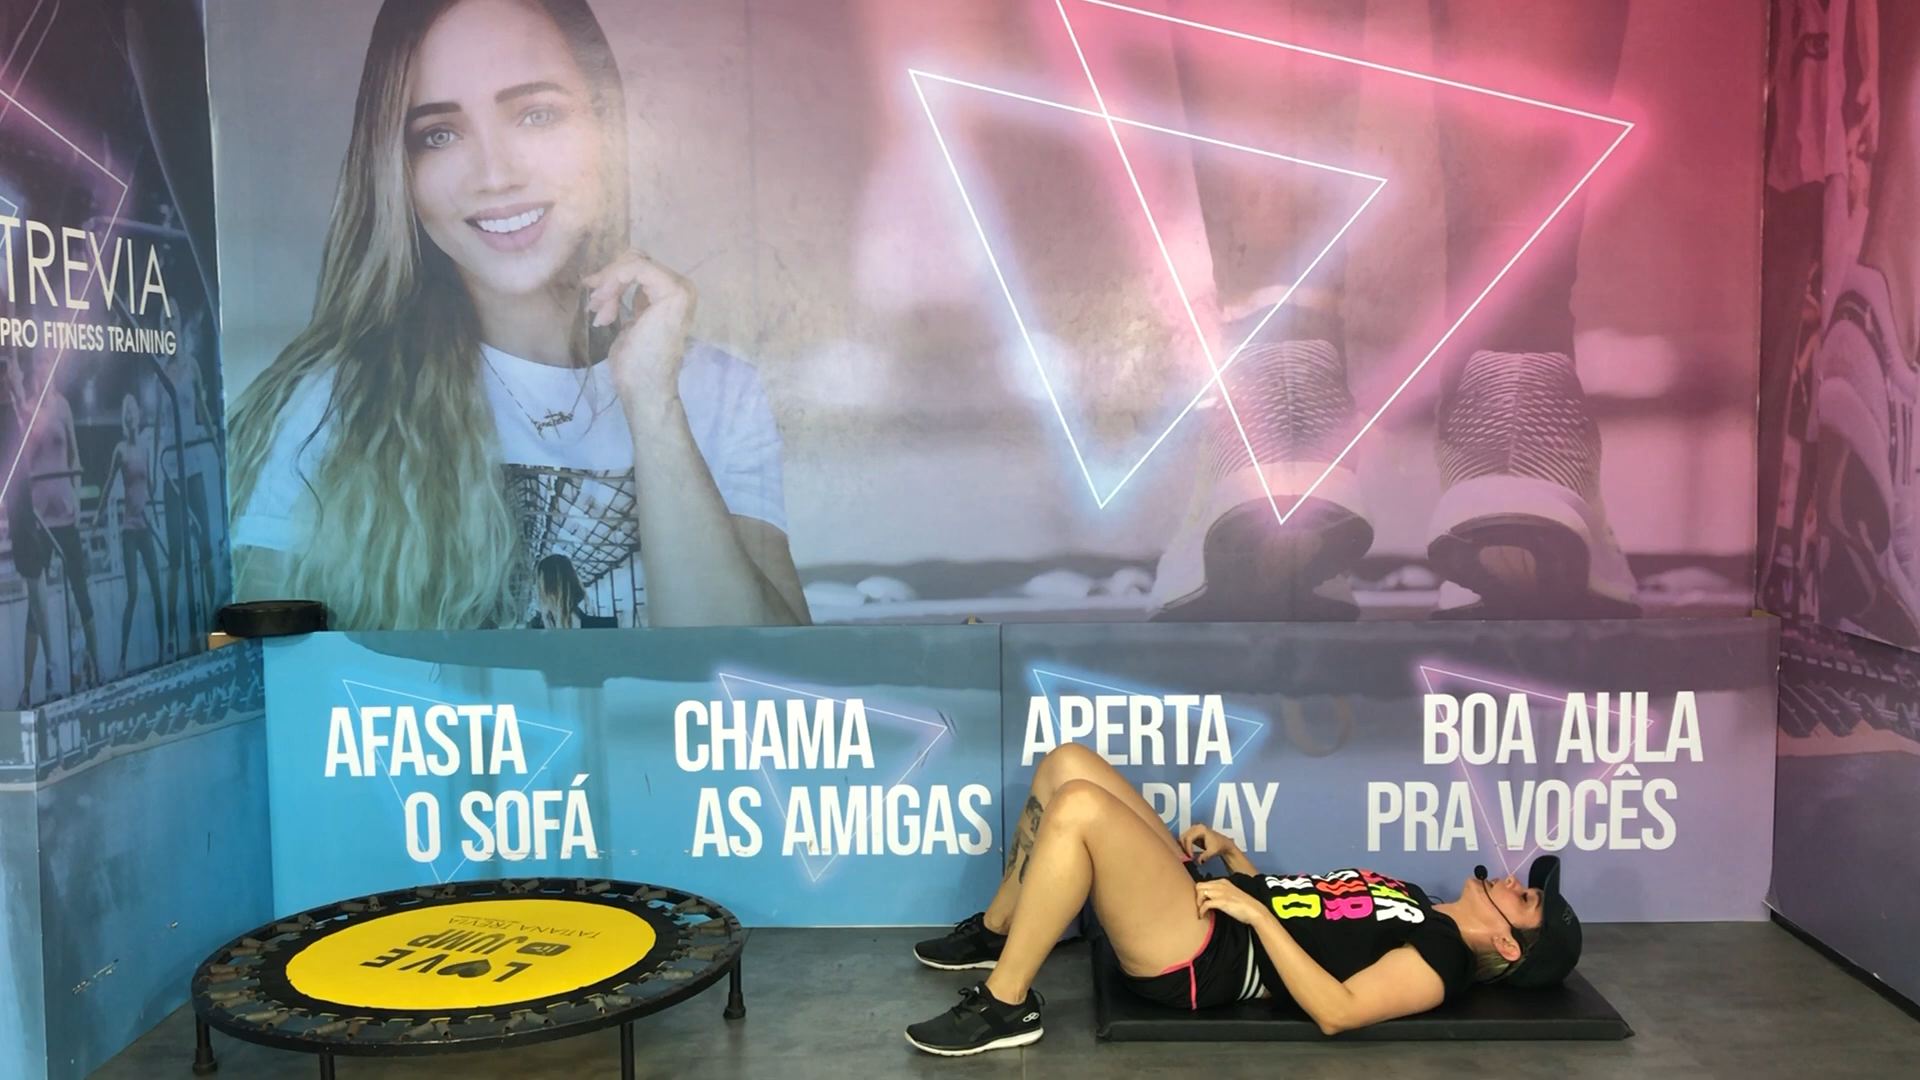 TREVIA
PRO FITNESS TRAINING
AFASTA
O SOFÁ
CHAMA
AS AMIGAS
APERTA
PLAY
BOA AULA
PRA VOCÊS
LOVE
JUMP
TATIANA TREVIA